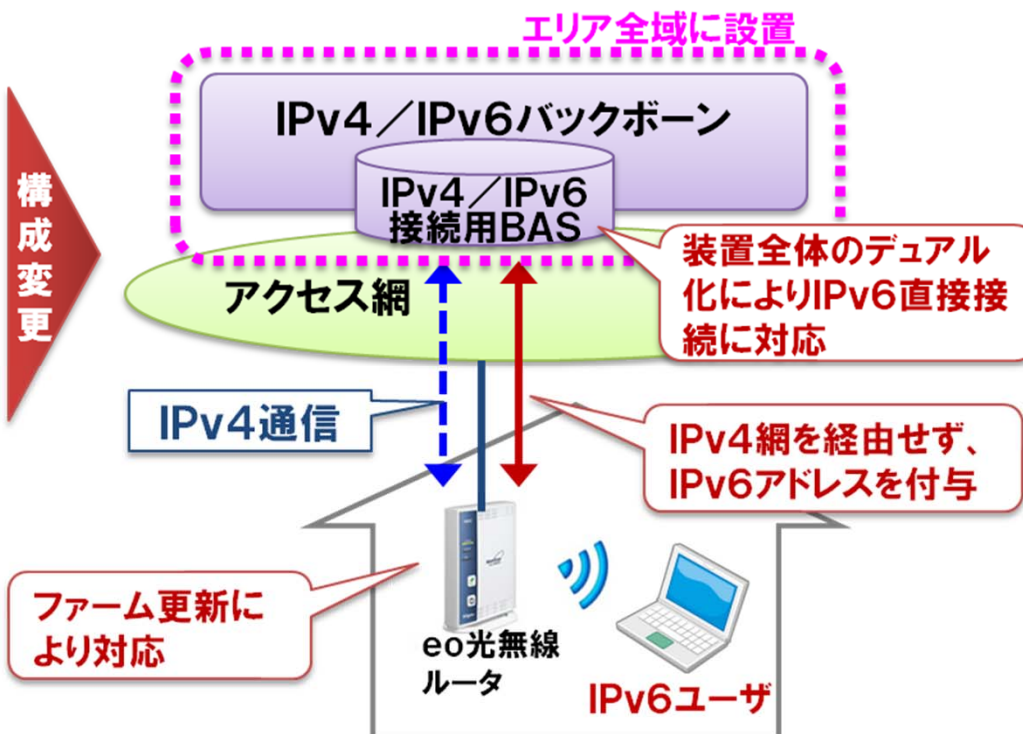 エリア全域に設置
IPv4／IPv6バックボーン
IPv4／IPv6
接続用BAS
構成変更
アクセス網
装置全体のデュアル
化によりIPv6直接接
続に対応
IPv4通信
IPv4網を経由せず、
IPv6アドレスを付与
ファーム更新に
より対応
eo光無線
ルータ
IPv6ユーザ